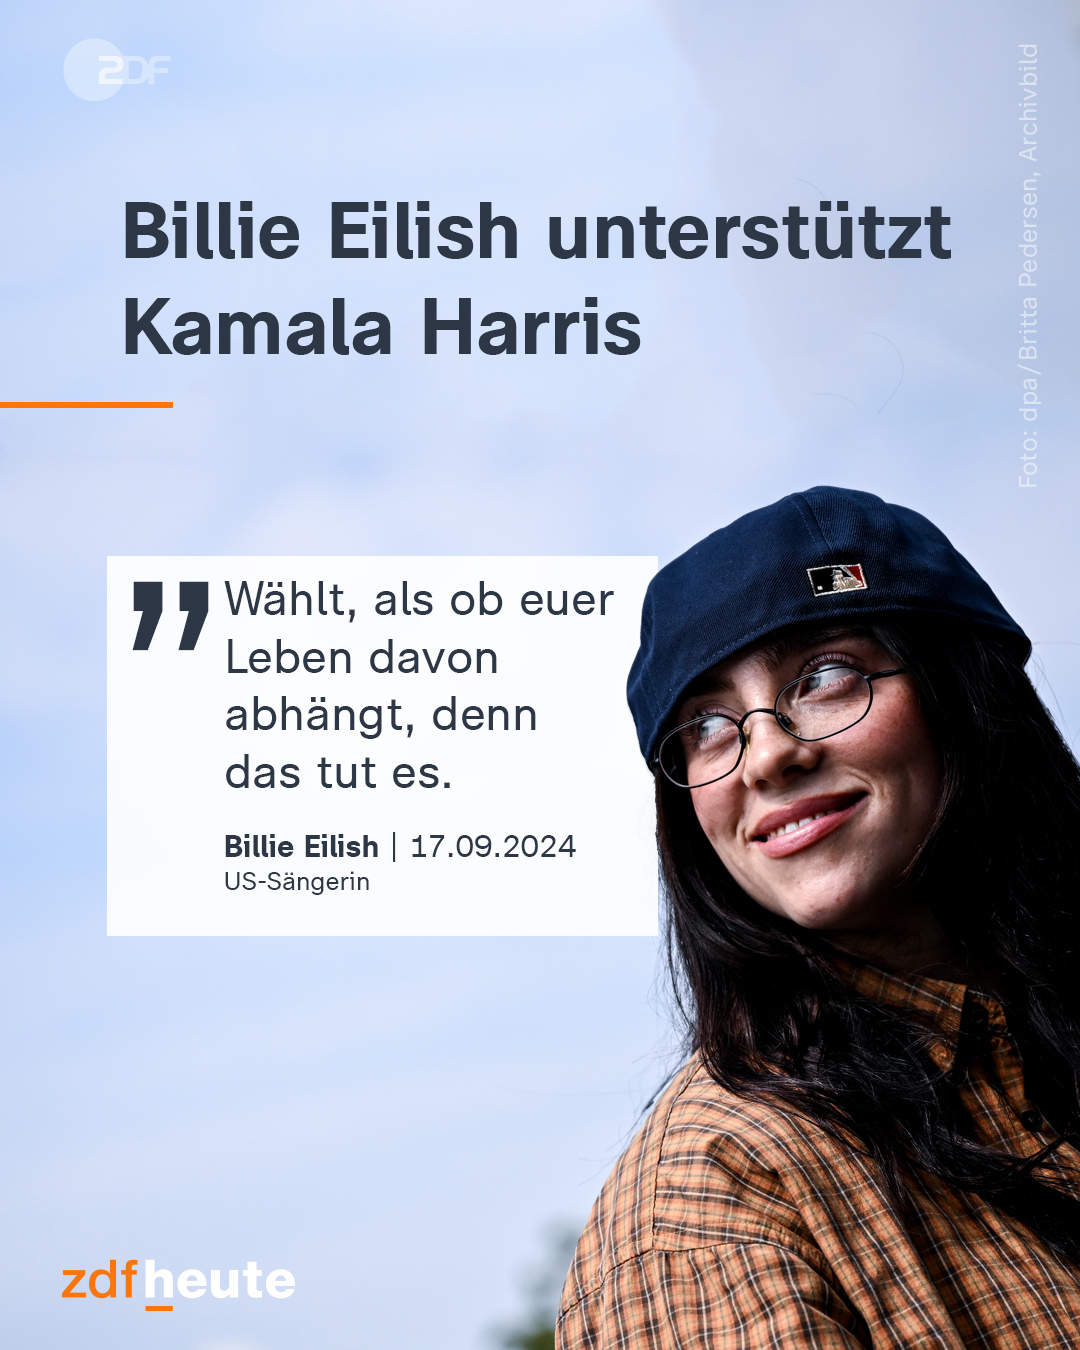 ZDF
Foto: dpa/Britta Pedersen, Archivbild
Billie Eilish unterstützt
Kamala Harris
”
Wählt, als ob euer
Leben davon
abhängt, denn
das tut es.
Billie Eilish | 17.09.2024
US-Sängerin
zdfheute